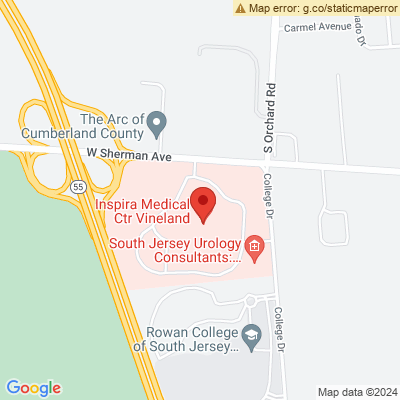 Map error: g.co/staticmaperror
Carmel Avenue
nado Dr
The Arc of
Cumberland County
S Orchard Rd
W Sherman Ave
College Dr
55
Inspira Medical
Ctr Vineland
South Jersey Urology
Consultants:...
College Dr
Rowan College
of South Jersey...
Google
Map data ©2024